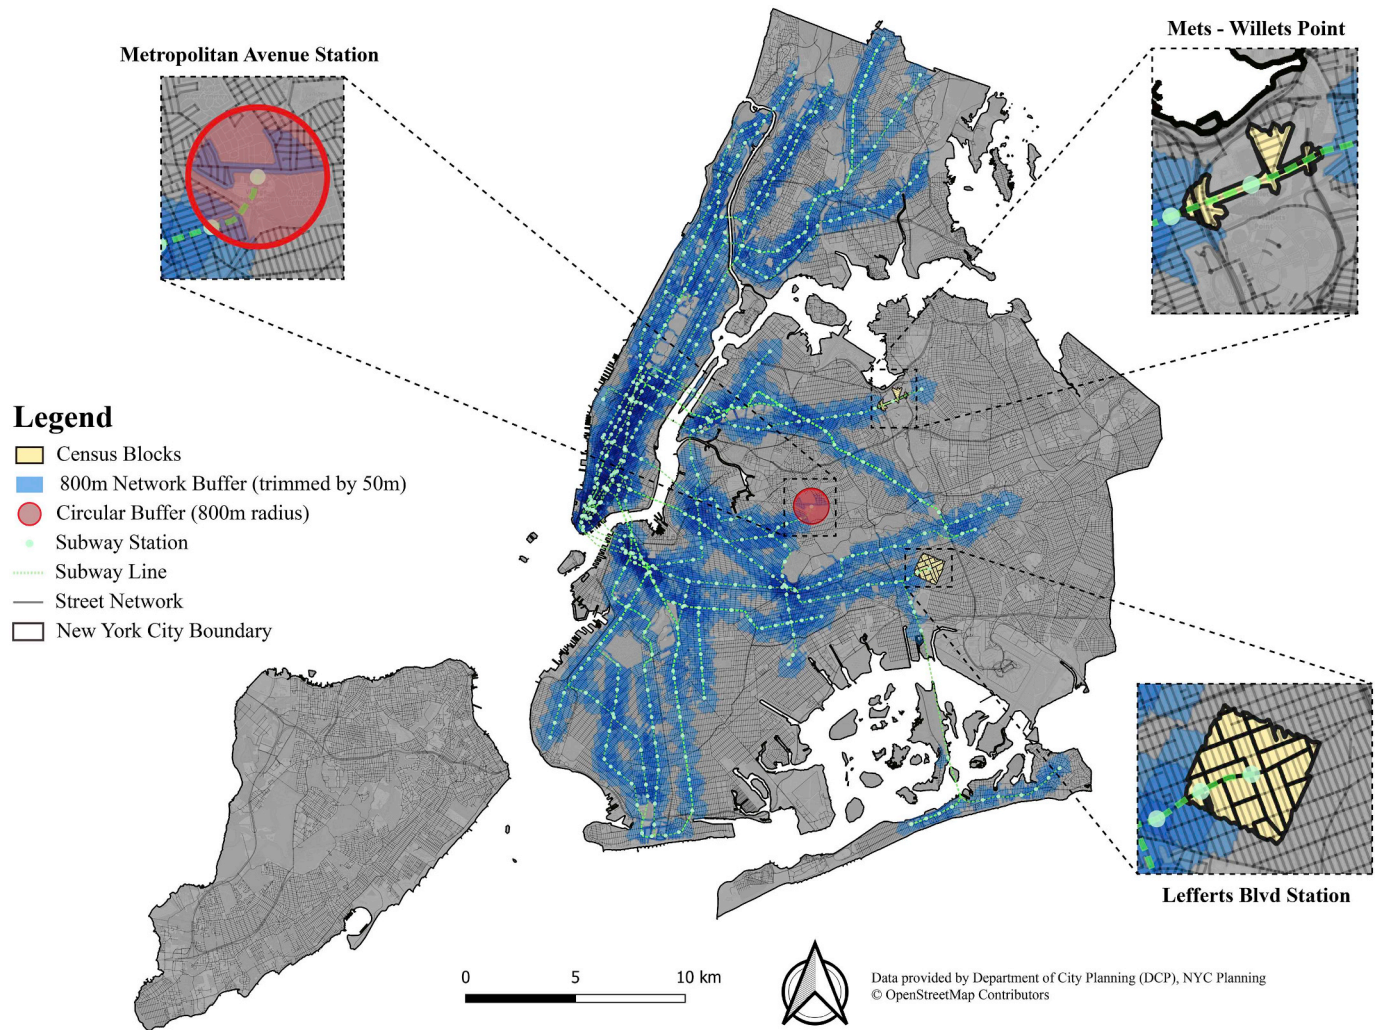 Metropolitan Avenue Station
Mets - Willets Point
Legend
Census Blocks
800m Network Buffer (trimmed by 50m)
Circular Buffer (800m radius)
Subway Station
Subway Line
Street Network
New York City Boundary
Lefferts Blvd Station
0 5 10 km
Data provided by Department of City Planning (DCP), NYC Planning
© OpenStreetMap Contributors